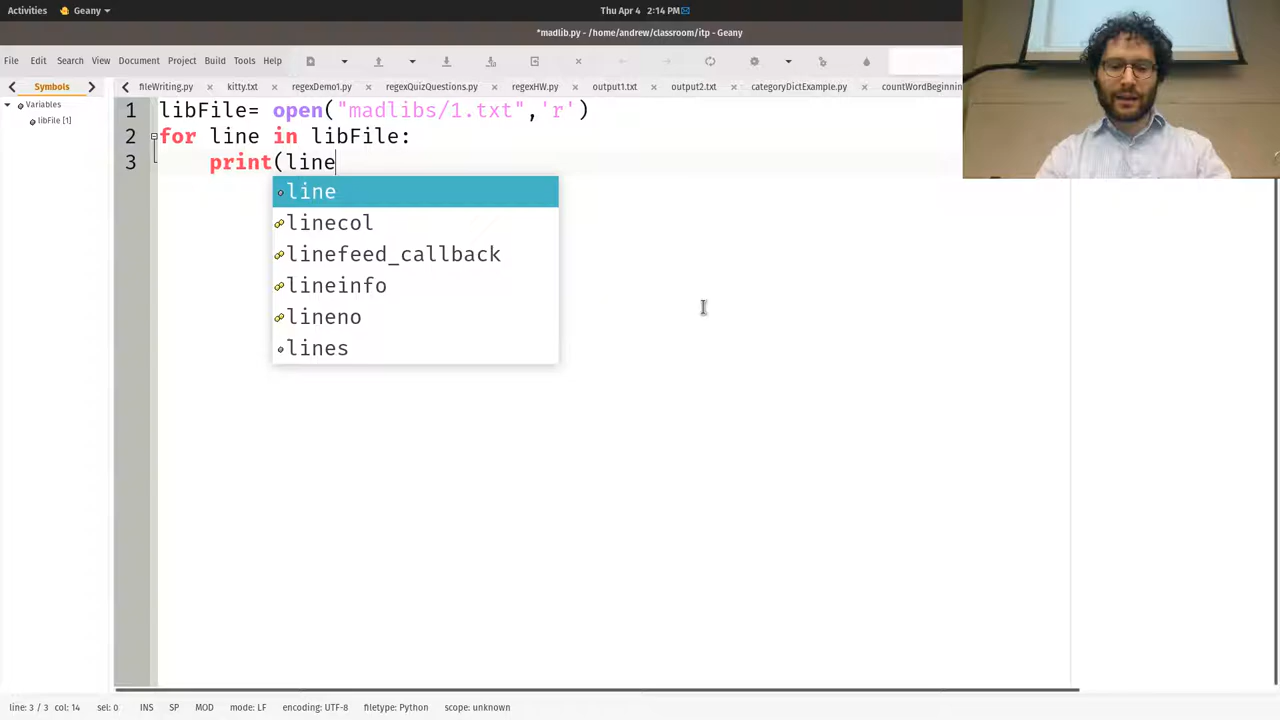 Activities Geany Thu Apr 4 2:14 PM
*madlib.py - /home/andrew/classroom/itp - Geany
File Edit Search View Document Project Build Tools Help
Symbols fileWriting.py kitty.txt regexDemo1.py regexQuizQuestions.py regexHW.py output1.txt output2.txt categoryDictExample.py countWordBeginnin
Variables
libFile [1]
1 libFile= open("madlibs/1.txt",'r')
2 for line in libFile:
3 print(line
line
linecol
linefeed_callback
lineinfo
lineno
lines
line: 3 / 3 col: 14 sel: 0 INS SP MOD mode: LF encoding: UTF-8 filetype: Python scope: unknown